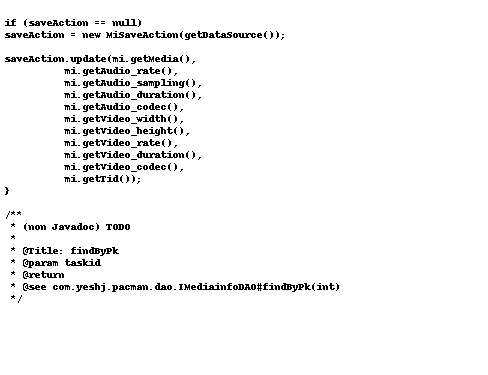 if (saveAction == null)
saveAction = new MiSaveAction(getDataSource());
saveAction.update(mi.getMedia(),
mi.getAudio_rate(),
mi.getAudio_sampling(),
mi.getAudio_duration(),
mi.getAudio_codec(),
mi.getVideo_width(),
mi.getVideo_height(),
mi.getVideo_rate(),
mi.getVideo_duration(),
mi.getVideo_codec(),
mi.getTid());
}
/**
* (non Javadoc) TODO
*
* @Title: findByPk
* @param taskid
* @return
* @see com.yeshj.pacman.dao.IMediainfoDAO#findByPk(int)
*/